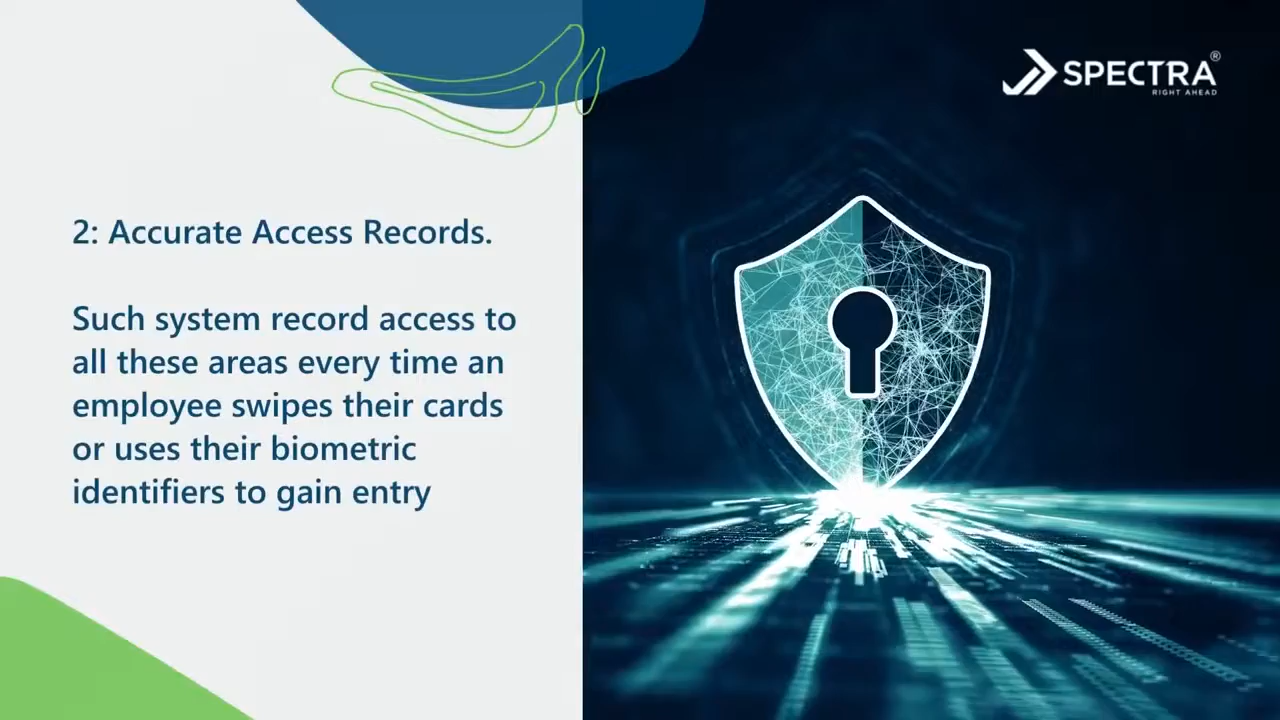 2: Accurate Access Records.
Such system record access to
all these areas every time an
employee swipes their cards
or uses their biometric
identifiers to gain entry
SPECTRA®
RIGHT AHEAD